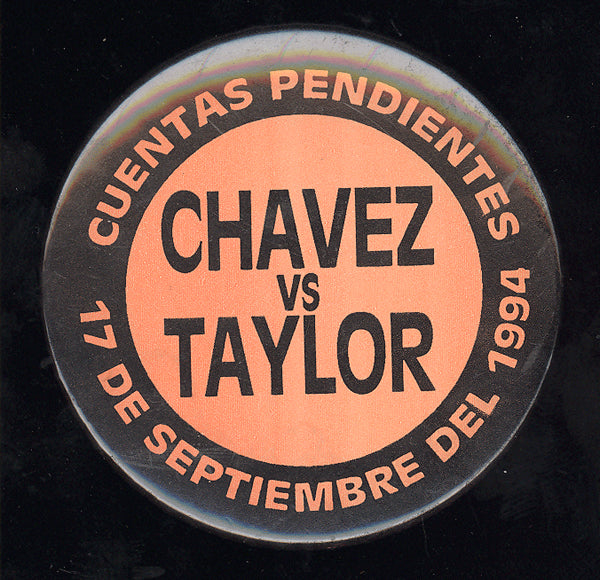 CUENTAS PENDIENTES
CHAVEZ
VS
TAYLOR
17 DE SEPTIEMBRE DEL 1994